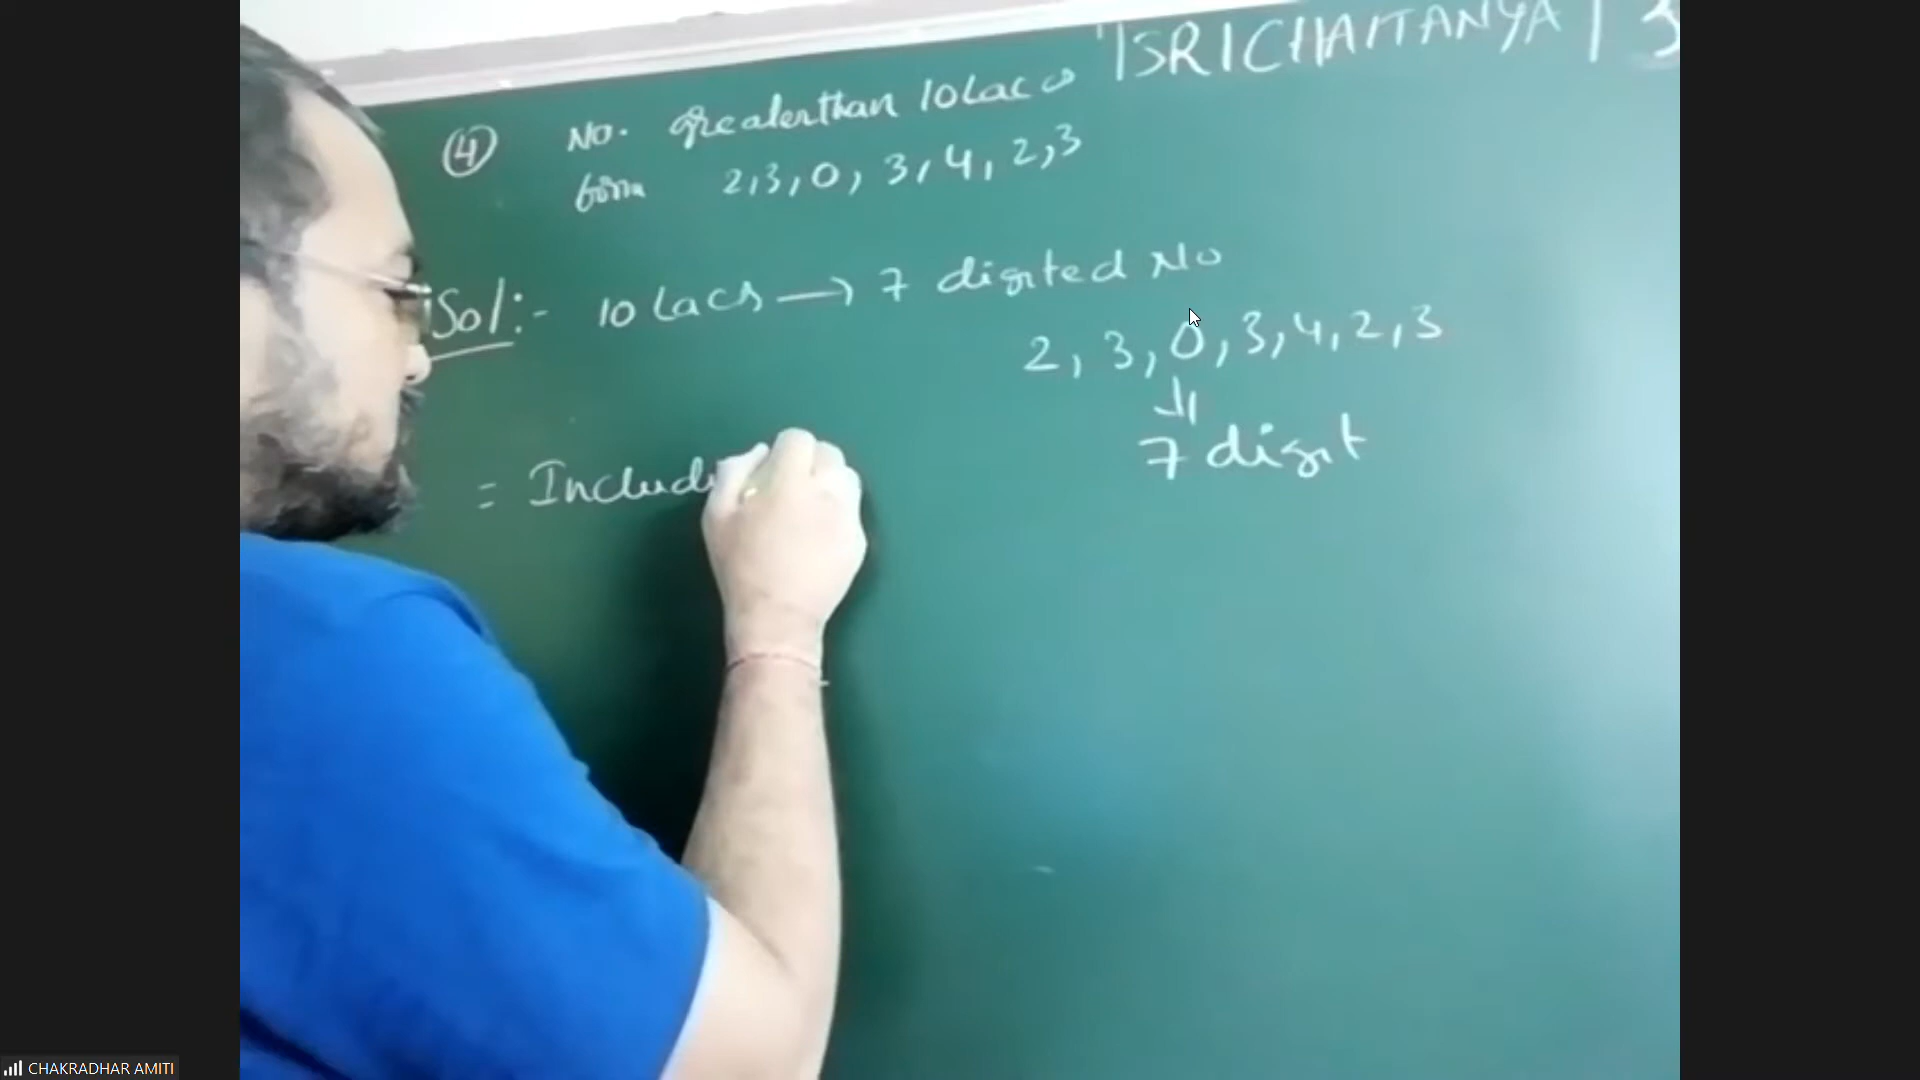 SRICHAITANYA
④ No. greaterthan 10Lacs
form 2,3,0,3,4,2,3
Sol:- 10 Lacs → 7 digited No
2, 3, 0, 3, 4, 2, 3
⇓
7 digit
= Includi
CHAKRADHAR AMITI